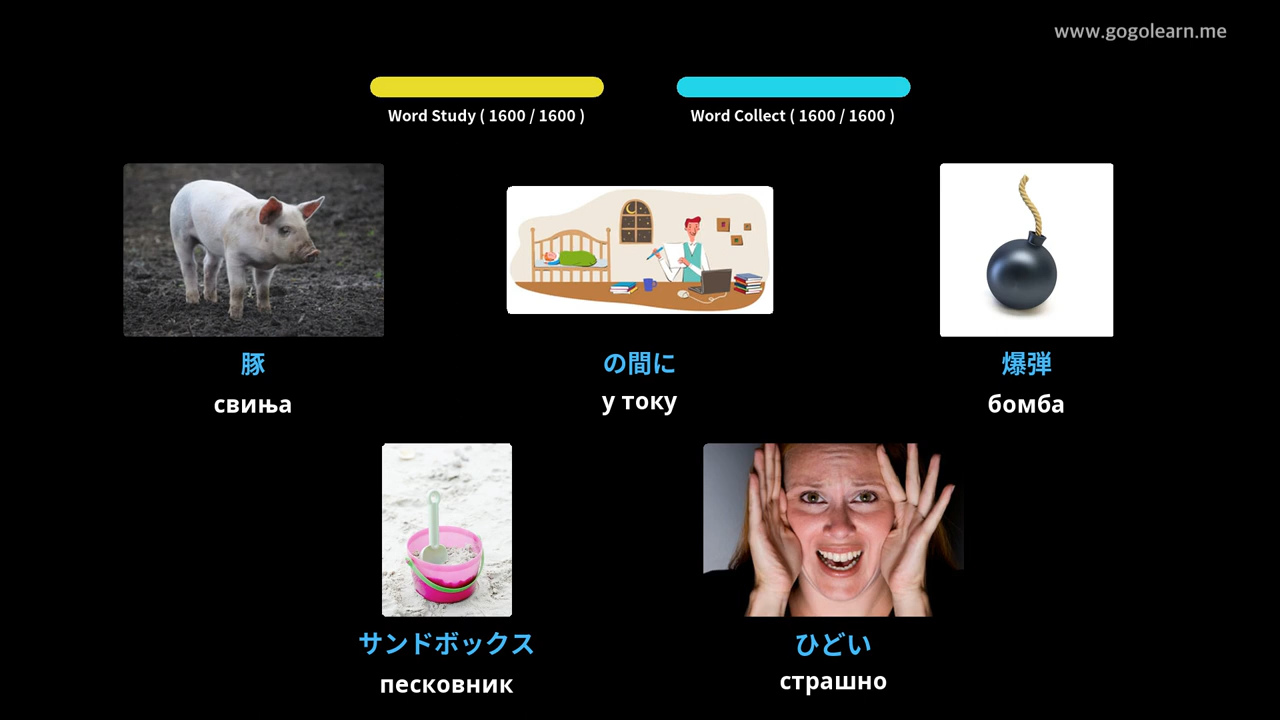 www.gogolearn.me
Word Study ( 1600 / 1600 )
Word Collect ( 1600 / 1600 )
豚
свиња
の間に
у току
爆弾
бомба
サンドボックス
песковник
ひどい
страшно